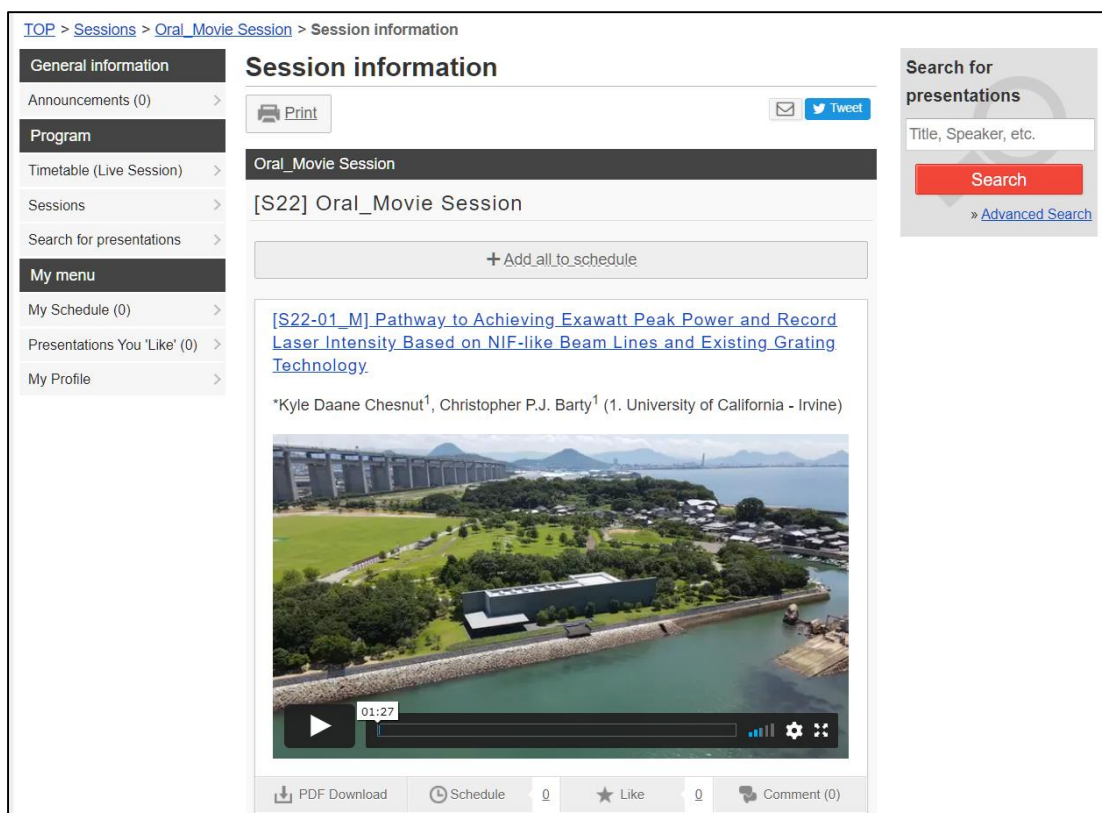 TOP > Sessions > Oral_Movie Session > Session information
General information
Announcements (0)
Program
Timetable (Live Session)
Sessions
Search for presentations
My menu
My Schedule (0)
Presentations You 'Like' (0)
My Profile
Session information
Print
Tweet
Oral_Movie Session
[S22] Oral_Movie Session
+ Add all to schedule
[S22-01_M] Pathway to Achieving Exawatt Peak Power and Record
Laser Intensity Based on NIF-like Beam Lines and Existing Grating
Technology
*Kyle Daane Chesnut1, Christopher P.J. Barty1 (1. University of California - Irvine)
01:27
PDF Download
Schedule 0
Like 0
Comment (0)
Search for
presentations
Title, Speaker, etc.
Search
» Advanced Search